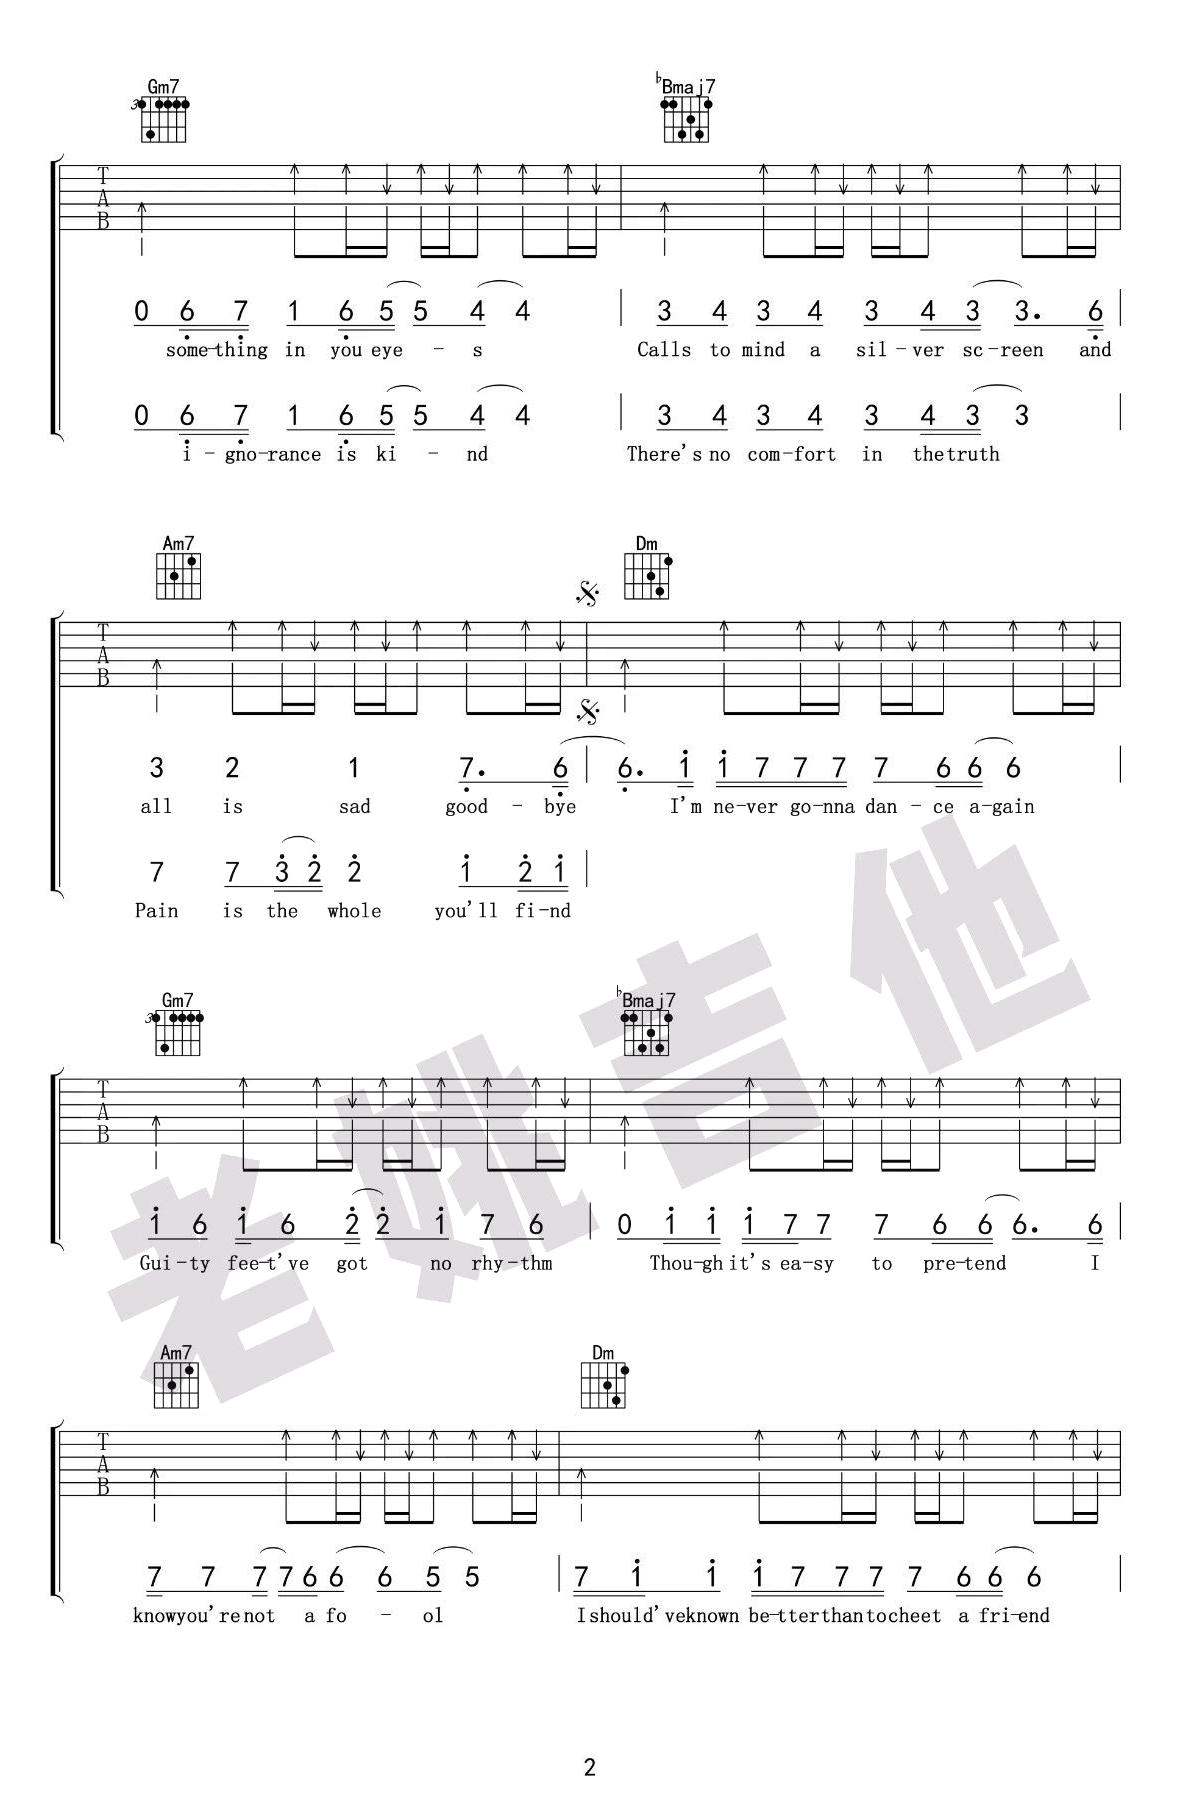 Gm7 ♭Bmaj7
3
T
A
B
0 6 7 1 6 5 5 4 4 | 3 4 3 4 3 4 3 3. 6 |
some-thing in you eye - s Calls to mind a sil - ver sc-reen and
0 6 7 1 6 5 5 4 4 | 3 4 3 4 3 4 3 3 |
i - gno-rance is ki - nd There's no com-fort in the truth
Am7 Dm
T
A
B
3 2 1 7. 6 | 6. 1 1 7 7 7 7 6 6 6 |
all is sad good - bye I'm ne-ver go-nna dan - ce a-gain
7 7 3 2 2 1 2 1 |
Pain is the whole you'll fi-nd
Gm7 ♭Bmaj7
3
T
A
B
1 6 1 6 2 2 1 7 6 | 0 1 1 1 7 7 7 6 6 6. 6 |
Gui-ty fee-t've got no rhy-thm Thou-gh it's ea-sy to pre-tend I
Am7 Dm
T
A
B
7 7 7 7 6 6 6 5 5 | 7 1 1 1 7 7 7 7 6 6 6 |
know you're not a fo - ol I should've known be-tter than to cheet a fri-end
老姚吉他
2